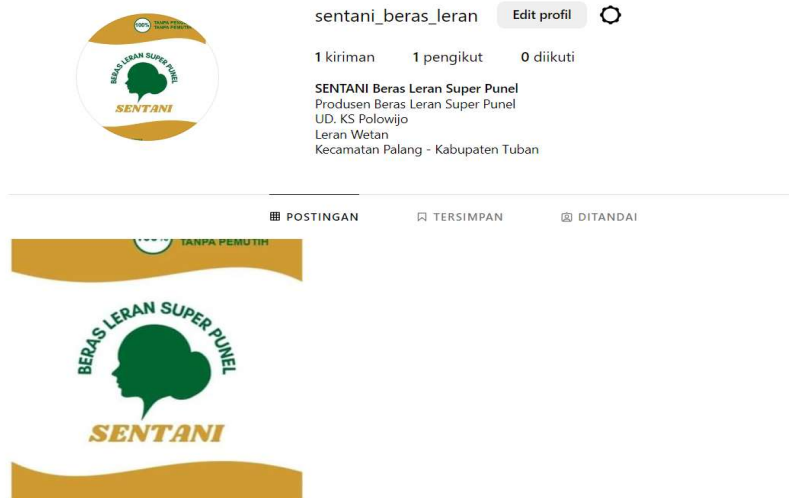 sentani_beras_leran
Edit profil
1 kiriman
1 pengikut
0 diikuti
SENTANI Beras Leran Super Punel
Produsen Beras Leran Super Punel
UD. KS Polowijo
Leran Wetan
Kecamatan Palang - Kabupaten Tuban
100%
TANPA
TANPA
BERAS LERAN SUPER PUNEL
SENTANI
POSTINGAN
TERSIMPAN
DITANDAI
TANPA PEMUTIH
BERAS LERAN SUPER PUNEL
SENTANI